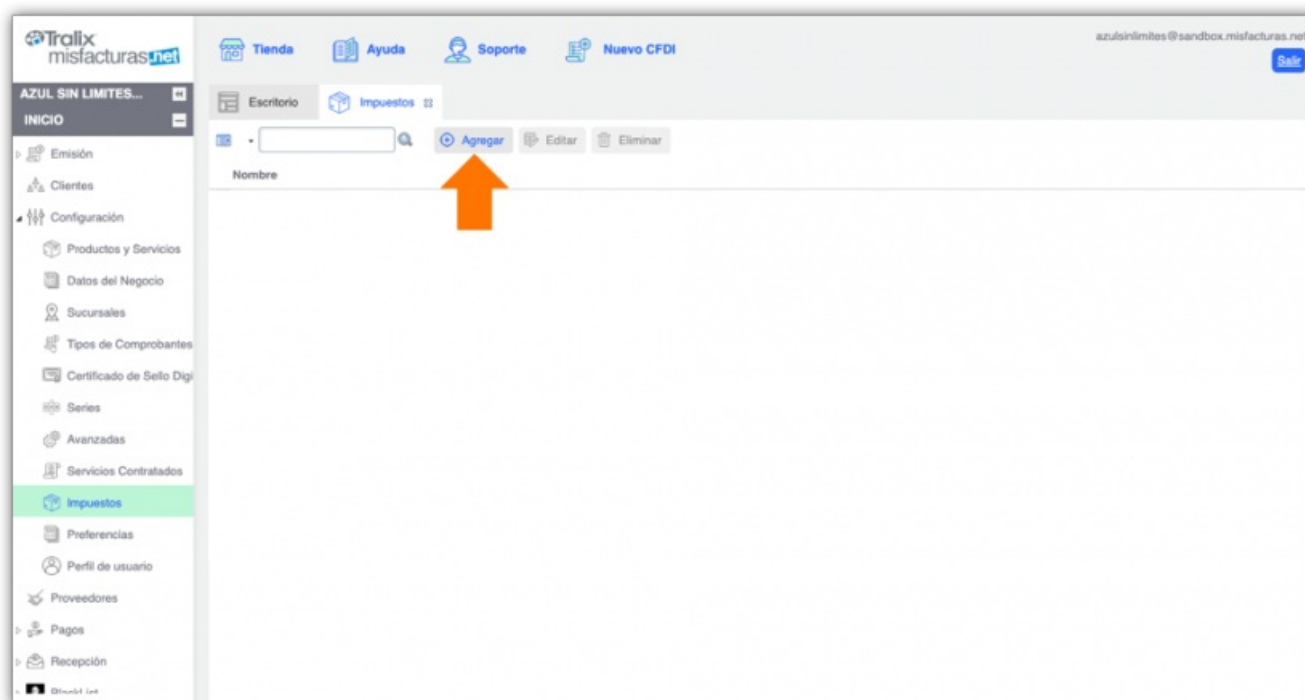 Tralix
misfacturas.net
Tienda
Ayuda
Soporte
Nuevo CFDI
azulsinlimites@sandbox.misfacturas.net
Salir
AZUL SIN LIMITES...
INICIO
Escritorio
Impuestos
Agregar
Editar
Eliminar
Nombre
Emisión
Clientes
Configuración
Productos y Servicios
Datos del Negocio
Sucursales
Tipos de Comprobantes
Certificado de Sello Digi
Series
Avanzadas
Servicios Contratados
Impuestos
Preferencias
Perfil de usuario
Proveedores
Pagos
Recepción
BlackList